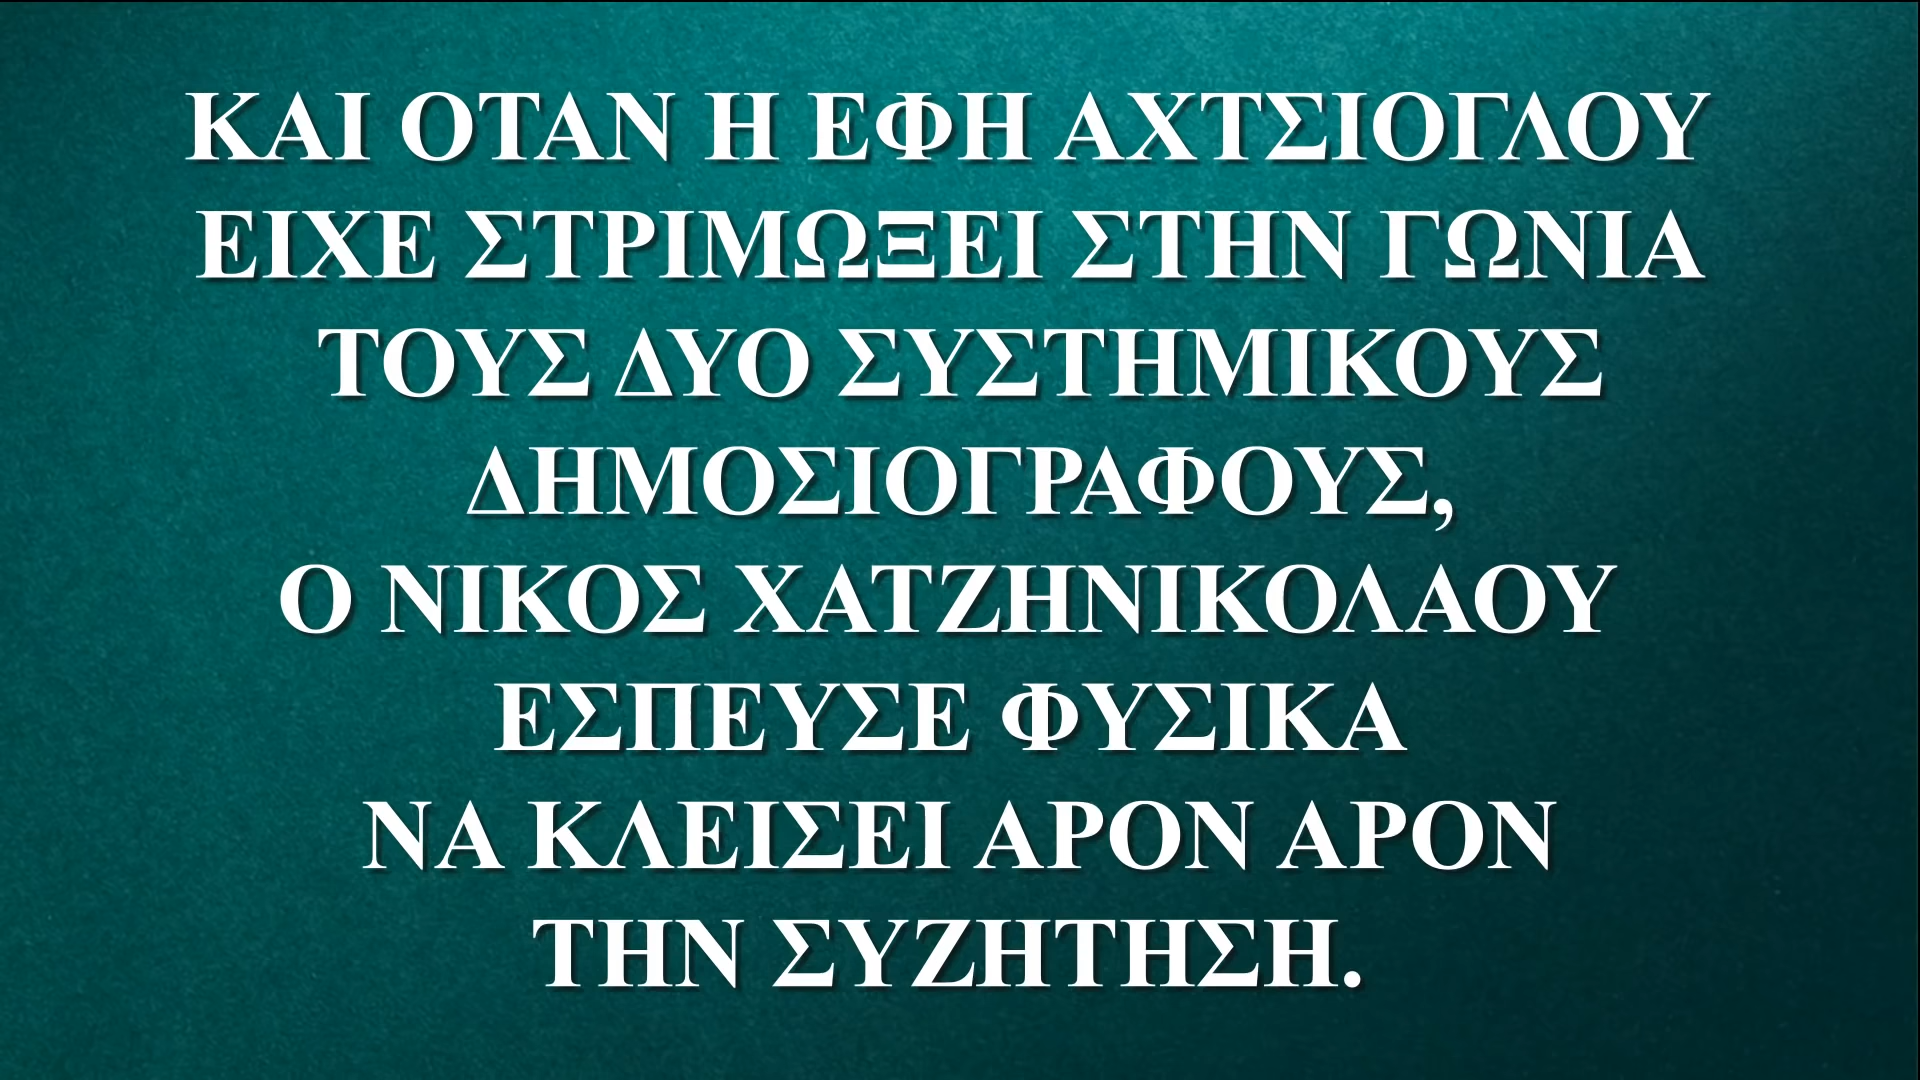 ΚΑΙ ΟΤΑΝ Η ΕΦΗ ΑΧΤΣΙΟΓΛΟΥ
ΕΙΧΕ ΣΤΡΙΜΩΞΕΙ ΣΤΗΝ ΓΩΝΙΑ
ΤΟΥΣ ΔΥΟ ΣΥΣΤΗΜΙΚΟΥΣ
ΔΗΜΟΣΙΟΓΡΑΦΟΥΣ,
Ο ΝΙΚΟΣ ΧΑΤΖΗΝΙΚΟΛΑΟΥ
ΕΣΠΕΥΣΕ ΦΥΣΙΚΑ
ΝΑ ΚΛΕΙΣΕΙ ΑΡΟΝ ΑΡΟΝ
ΤΗΝ ΣΥΖΗΤΗΣΗ.